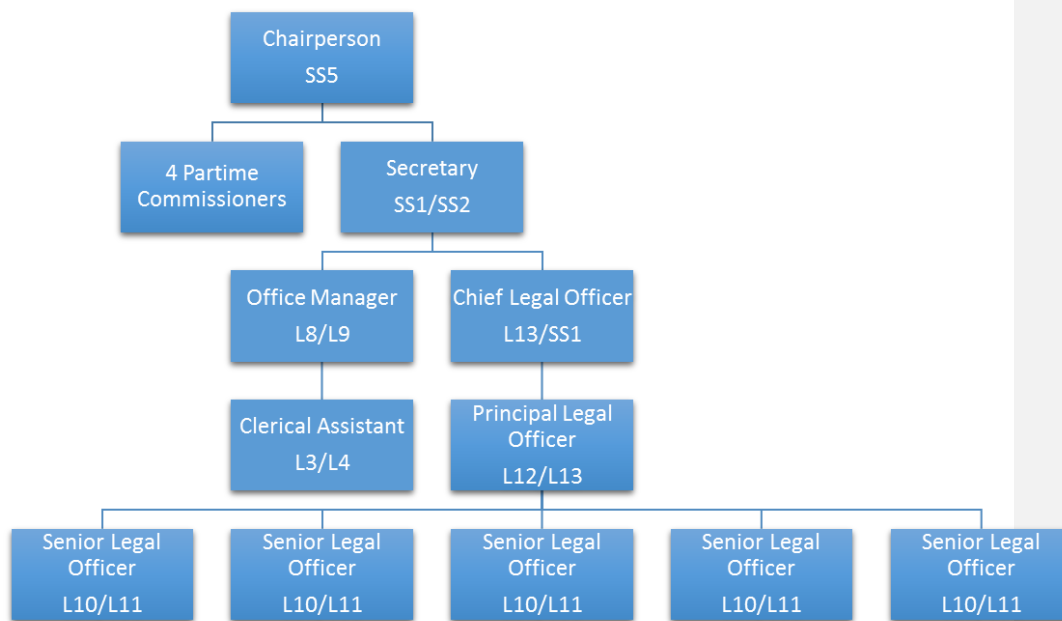 Chairperson
SS5
4 Partime
Commissioners
Secretary
SS1/SS2
Office Manager
L8/L9
Chief Legal Officer
L13/SS1
Clerical Assistant
L3/L4
Principal Legal
Officer
L12/L13
Senior Legal
Officer
L10/L11
Senior Legal
Officer
L10/L11
Senior Legal
Officer
L10/L11
Senior Legal
Officer
L10/L11
Senior Legal
Officer
L10/L11